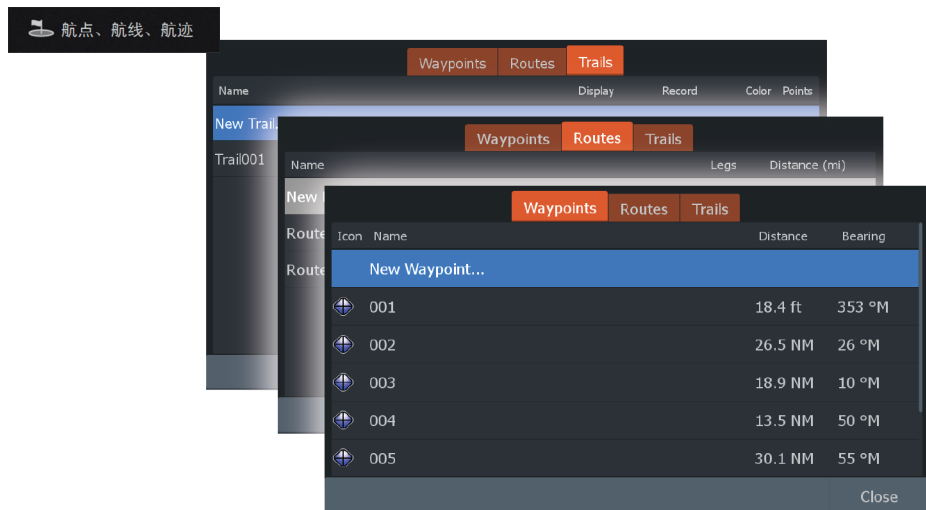 航点、航线、航迹
Waypoints Routes Trails
Name Display Record Color Points
New Trail.
Trail001
Waypoints Routes Trails
Name Legs Distance (mi)
New
Route
Route
Waypoints Routes Trails
Icon Name Distance Bearing
New Waypoint...
001 18.4 ft 353 °M
002 26.5 NM 26 °M
003 18.9 NM 10 °M
004 13.5 NM 50 °M
005 30.1 NM 55 °M
Close